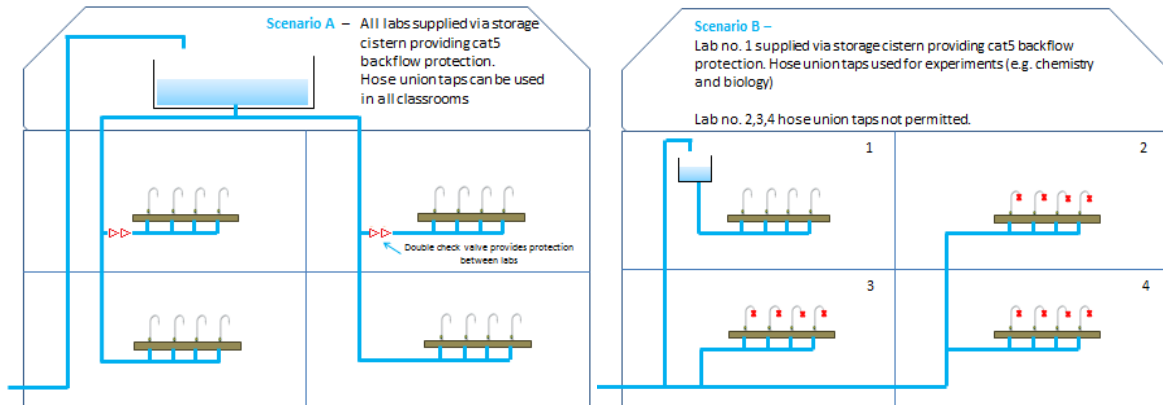 Scenario A – All labs supplied via storage
cistern providing cat5
backflow protection.
Hose union taps can be used
in all classrooms
Double check valve provides protection
between labs
Scenario B –
Lab no. 1 supplied via storage cistern providing cat5 backflow
protection. Hose union taps used for experiments (e.g. chemistry
and biology)
Lab no. 2,3,4 hose union taps not permitted.
1
2
3
4